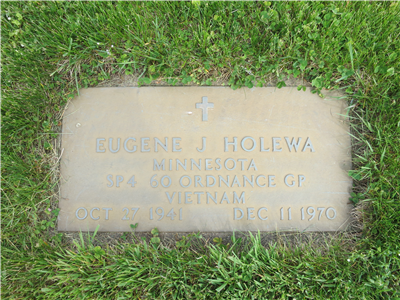 EUGENE J HOLEWA
MINNESOTA
SP4 60 ORDNANCE GP
VIETNAM
OCT 27 1941 DEC 11 1970